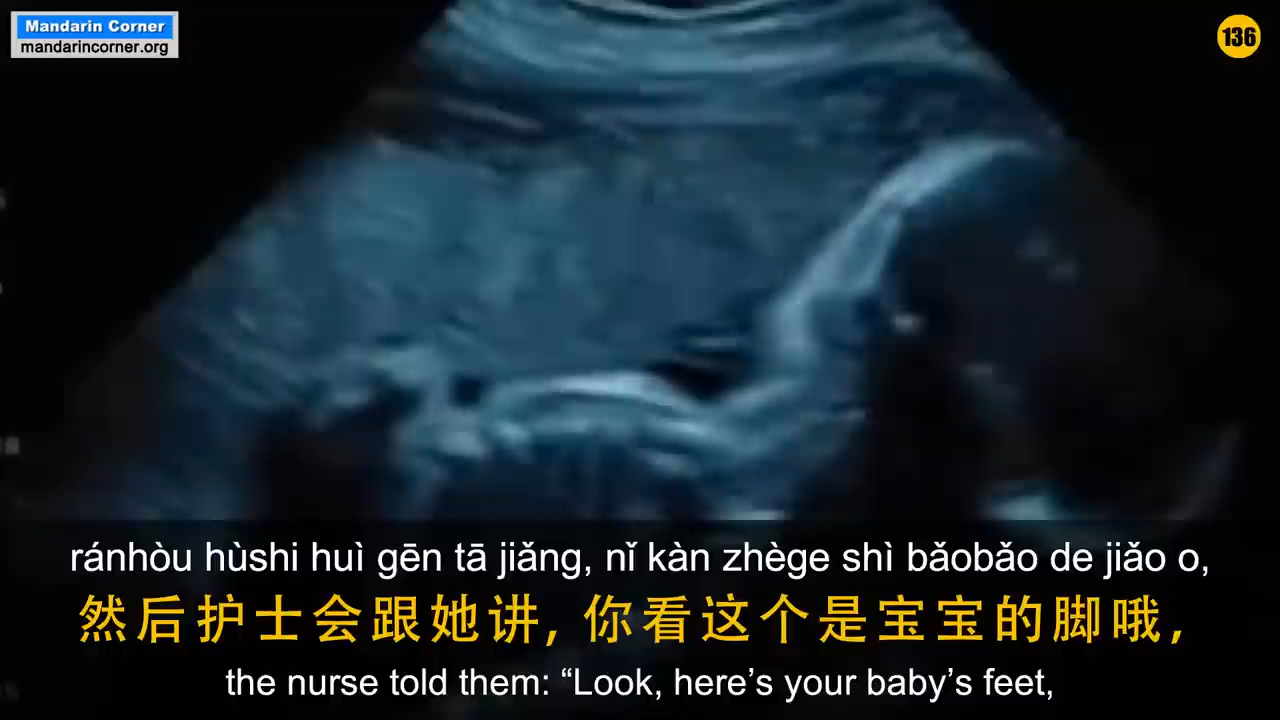 Mandarin Corner
mandarincorner.org
136
ránhòu hùshi huì gēn tā jiǎng, nǐ kàn zhège shì bǎobǎo de jiǎo o,
然后护士会跟她讲, 你看这个是宝宝的脚哦,
the nurse told them: “Look, here’s your baby’s feet,